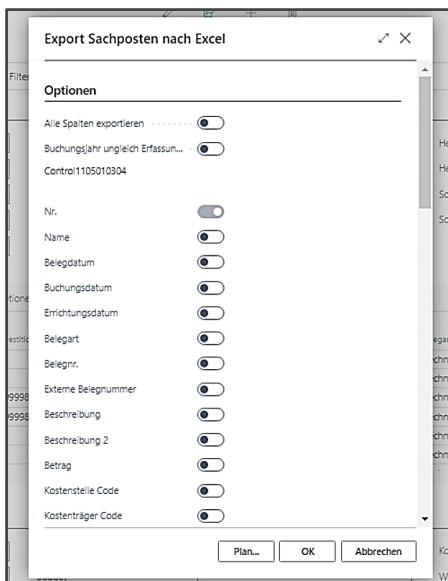 Export Sachposten nach Excel
Filter
Optionen
Alle Spalten exportieren
Buchungsjahr ungleich Erfassun...
Control1105010304
Nr.
Name
Belegdatum
Buchungsdatum
Errichtungsdatum
Belegart
Belegnr.
Externe Belegnummer
Beschreibung
Beschreibung 2
Betrag
Kostenstelle Code
Kostenträger Code
Plan...
OK
Abbrechen